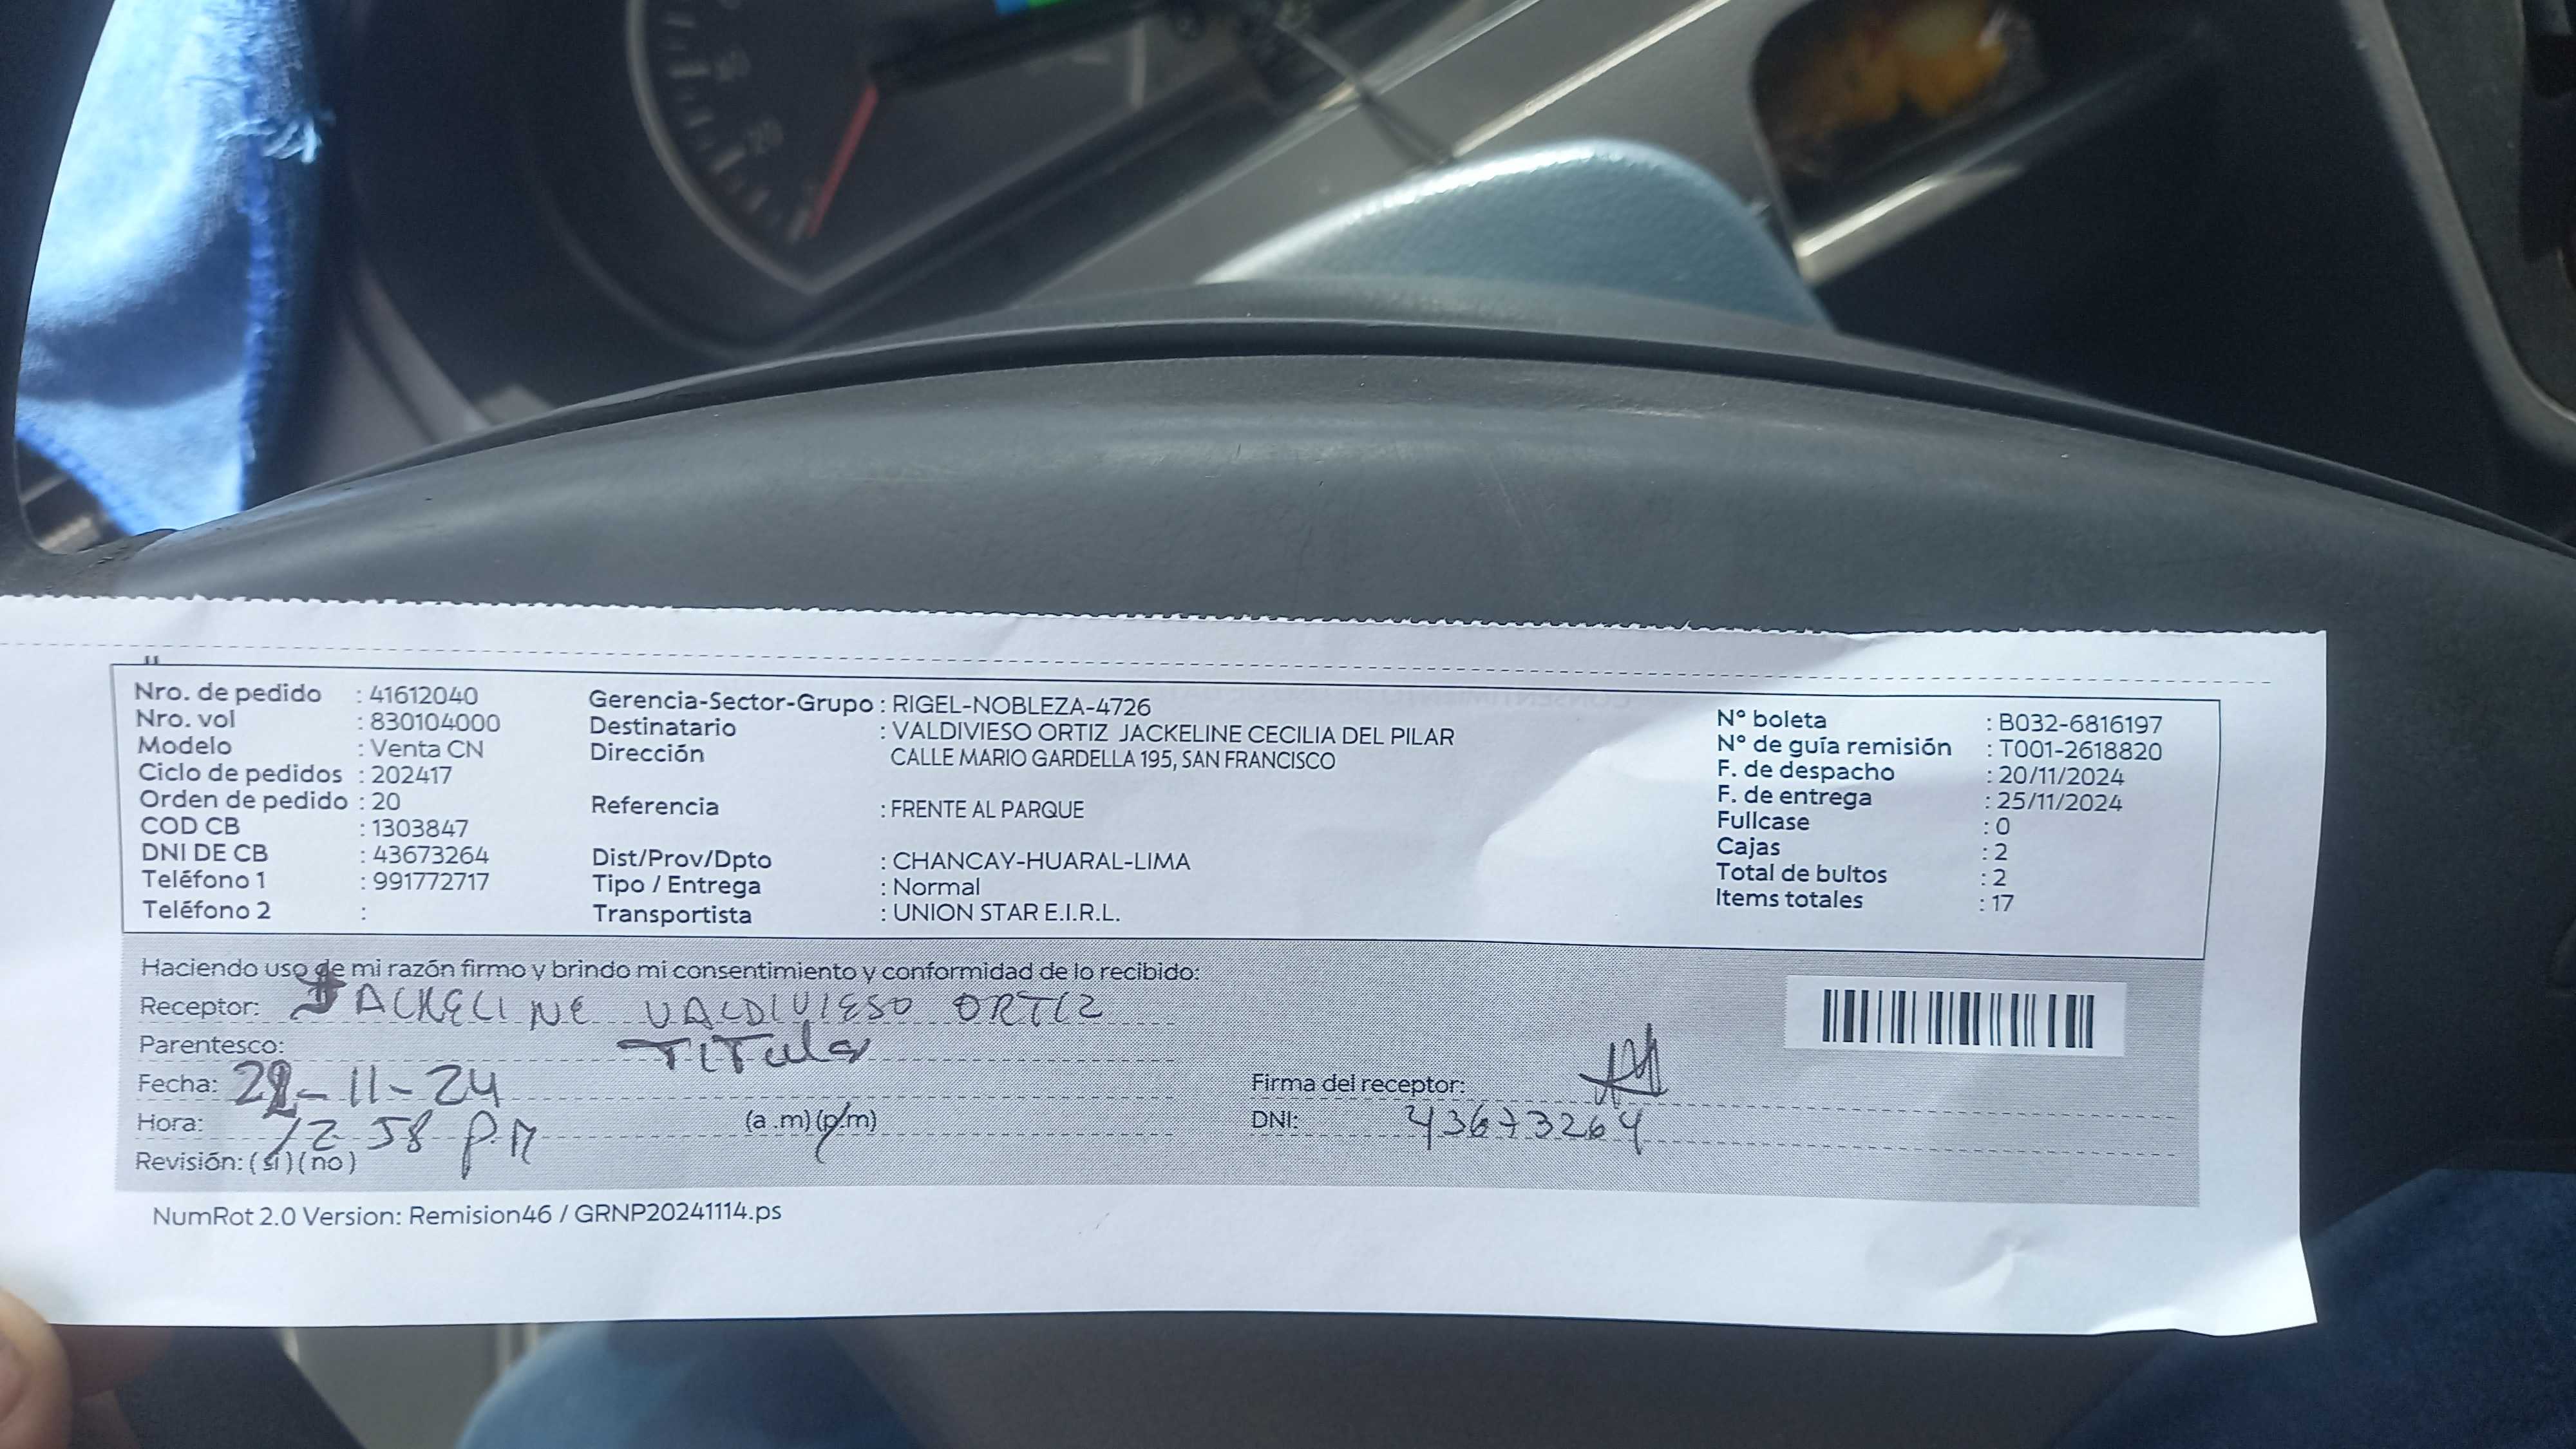 Nro. de pedido : 41612040
Nro. vol : 830104000
Modelo : Venta CN
Ciclo de pedidos : 202417
Orden de pedido : 20
COD CB : 1303847
DNI DE CB : 43673264
Teléfono 1 : 991772717
Teléfono 2 :
Gerencia-Sector-Grupo : RIGEL-NOBLEZA-4726
Destinatario : VALDIVIESO ORTIZ JACKELINE CECILIA DEL PILAR
Dirección CALLE MARIO GARDELLA 195, SAN FRANCISCO
Referencia : FRENTE AL PARQUE
Dist/Prov/Dpto : CHANCAY-HUARAL-LIMA
Tipo / Entrega : Normal
Transportista : UNION STAR E.I.R.L.
N° boleta : B032-6816197
N° de guía remisión : T001-2618820
F. de despacho : 20/11/2024
F. de entrega : 25/11/2024
Fullcase : 0
Cajas : 2
Total de bultos : 2
Items totales : 17
Haciendo uso de mi razón firmo y brindo mi consentimiento y conformidad de lo recibido:
Receptor: JACKELINE VALDIVIESO ORTIZ
Parentesco: Titular
Fecha: -11-24
Hora: 12 58 p.m (a .m)(p.m)
Revisión: (si)(no)
Firma del receptor:
DNI: 43673264
NumRot 2.0 Version: Remision46 / GRNP20241114.ps